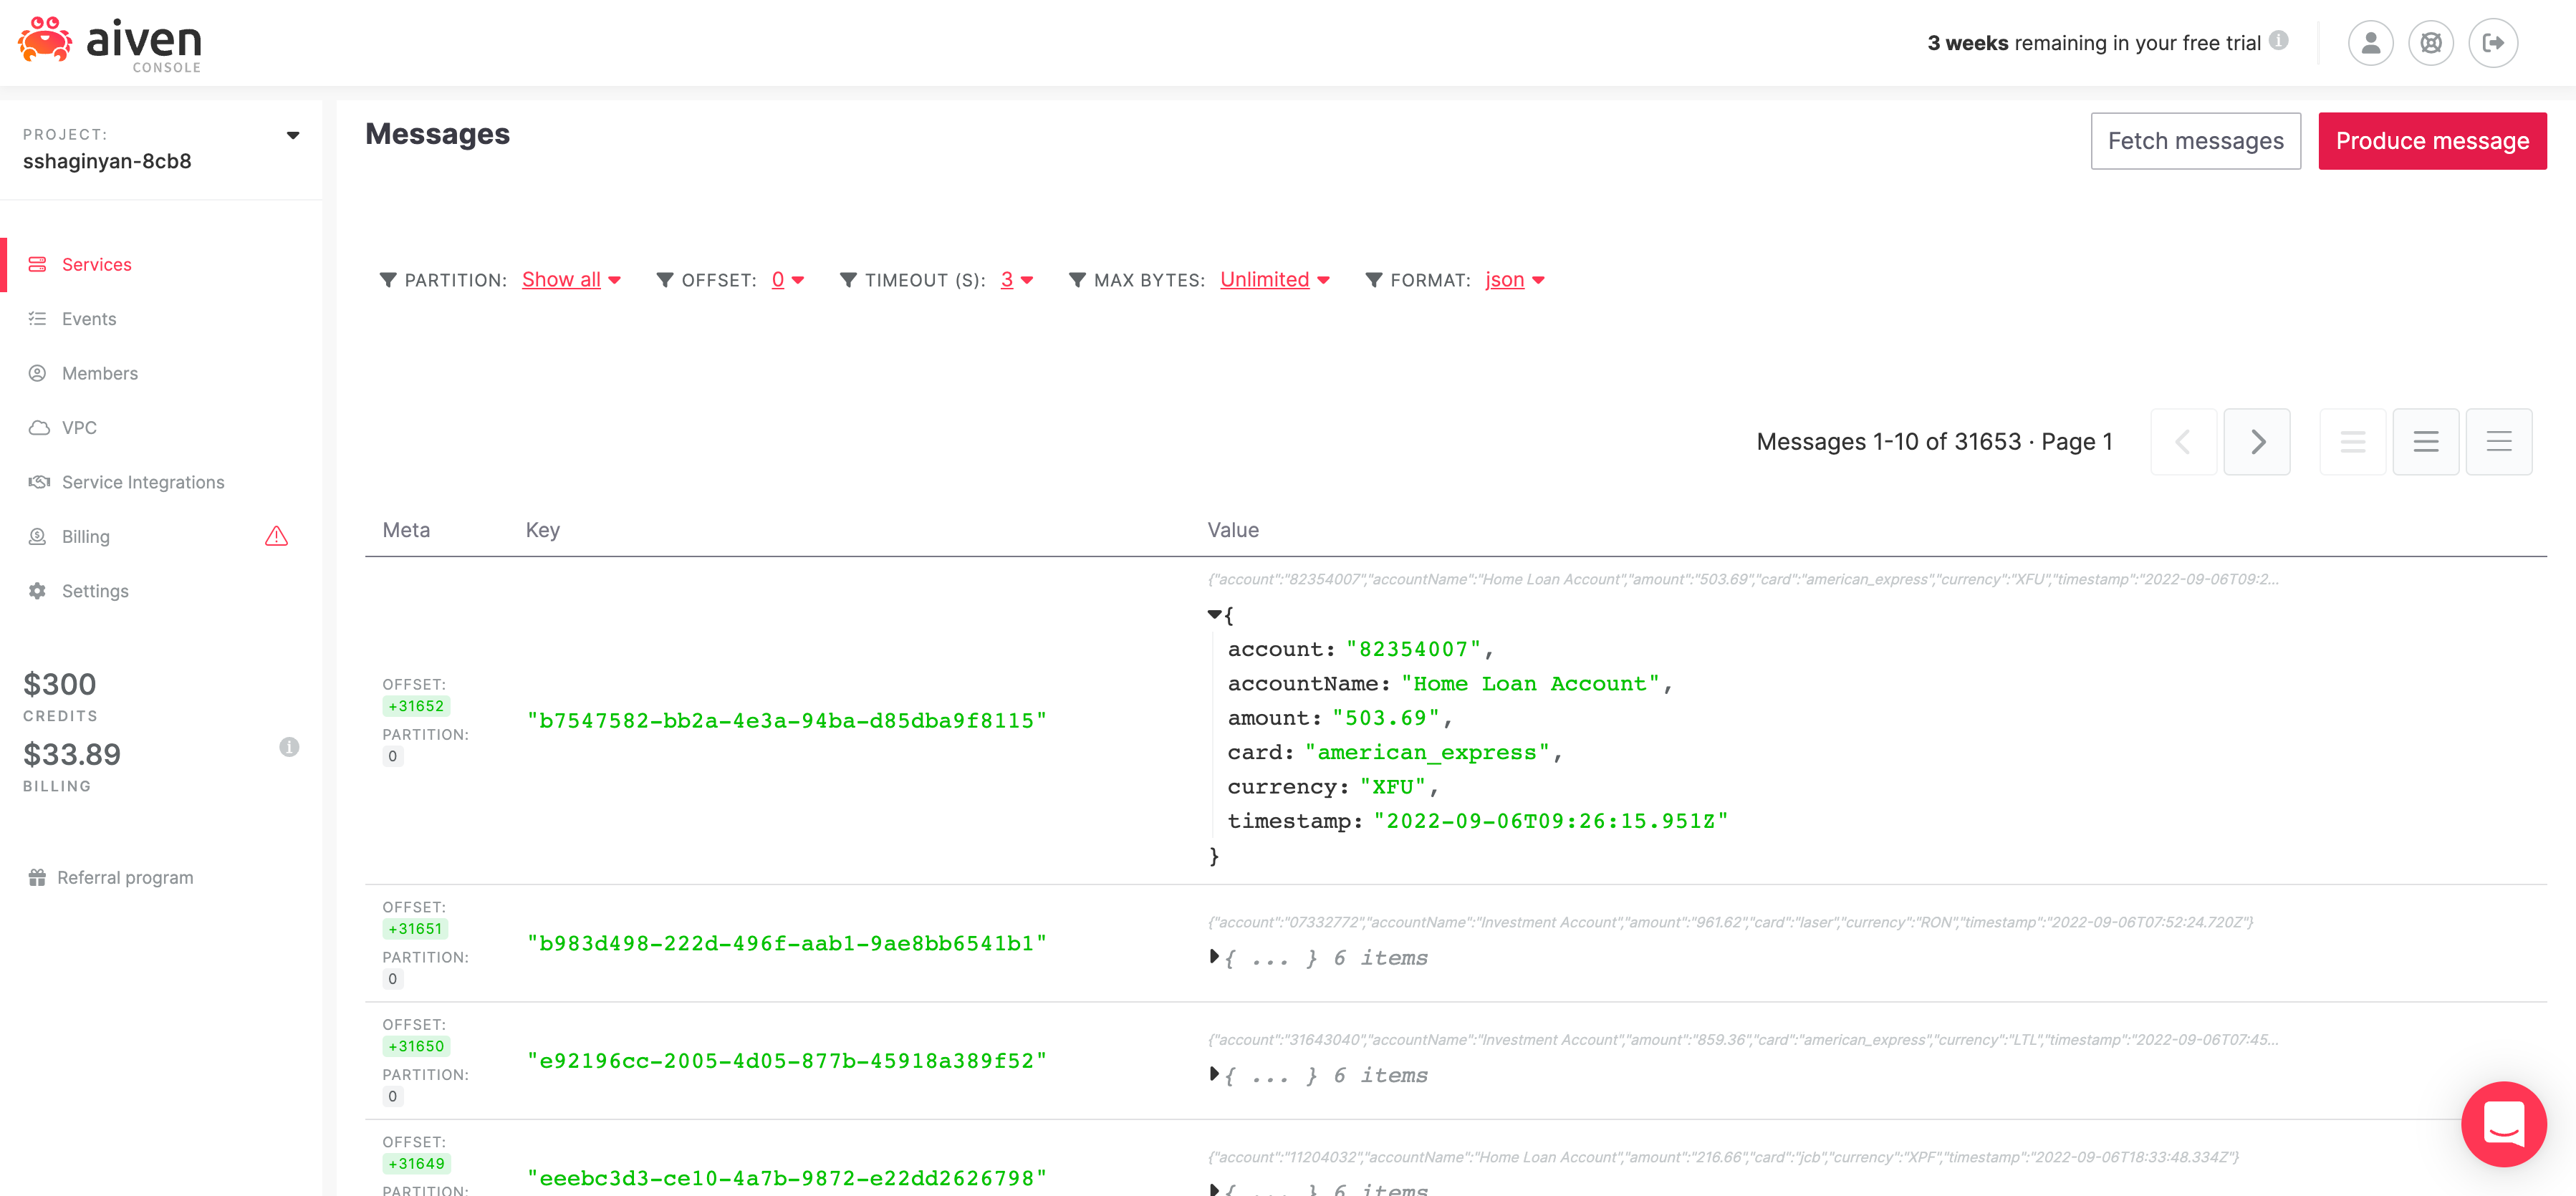 aiven
CONSOLE
3 weeks remaining in your free trial
PROJECT:
sshaginyan-8cb8
Services
Events
Members
VPC
Service Integrations
Billing
Settings
$300
CREDITS
$33.89
BILLING
Referral program
Messages
Fetch messages
Produce message
PARTITION: Show all OFFSET: 0 TIMEOUT (S): 3 MAX BYTES: Unlimited FORMAT: json
Messages 1-10 of 31653 · Page 1
Meta Key Value
OFFSET:
+31652
PARTITION:
0
"b7547582-bb2a-4e3a-94ba-d85dba9f8115"
{"account":"82354007","accountName":"Home Loan Account","amount":"503.69","card":"american_express","currency":"XFU","timestamp":"2022-09-06T09:2...
{
account: "82354007",
accountName: "Home Loan Account",
amount: "503.69",
card: "american_express",
currency: "XFU",
timestamp: "2022-09-06T09:26:15.951Z"
}
OFFSET:
+31651
PARTITION:
0
"b983d498-222d-496f-aab1-9ae8bb6541b1"
{"account":"07332772","accountName":"Investment Account","amount":"961.62","card":"laser","currency":"RON","timestamp":"2022-09-06T07:52:24.720Z"}
{ ... } 6 items
OFFSET:
+31650
PARTITION:
0
"e92196cc-2005-4d05-877b-45918a389f52"
{"account":"31643040","accountName":"Investment Account","amount":"859.36","card":"american_express","currency":"LTL","timestamp":"2022-09-06T07:45...
{ ... } 6 items
OFFSET:
+31649
PARTITION:
"eeebc3d3-ce10-4a7b-9872-e22dd2626798"
{"account":"11204032","accountName":"Home Loan Account","amount":"216.66","card":"jcb","currency":"XPF","timestamp":"2022-09-06T18:33:48.334Z"}
{ ... } 6 items